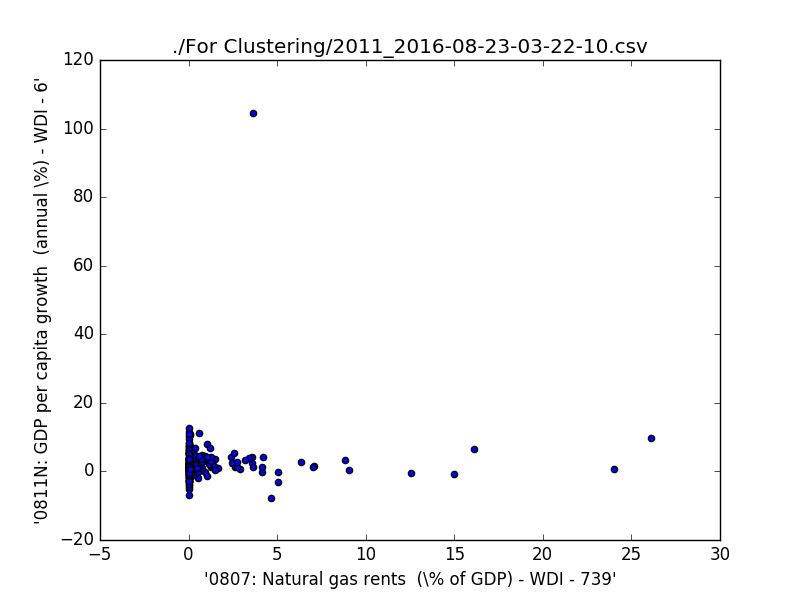 ./For Clustering/2011_2016-08-23-03-22-10.csv
120
100
80
60
40
20
0
−20
'0811N: GDP per capita growth  (annual \%) - WDI - 6'
−5 0 5 10 15 20 25 30
'0807: Natural gas rents  (\% of GDP) - WDI - 739'